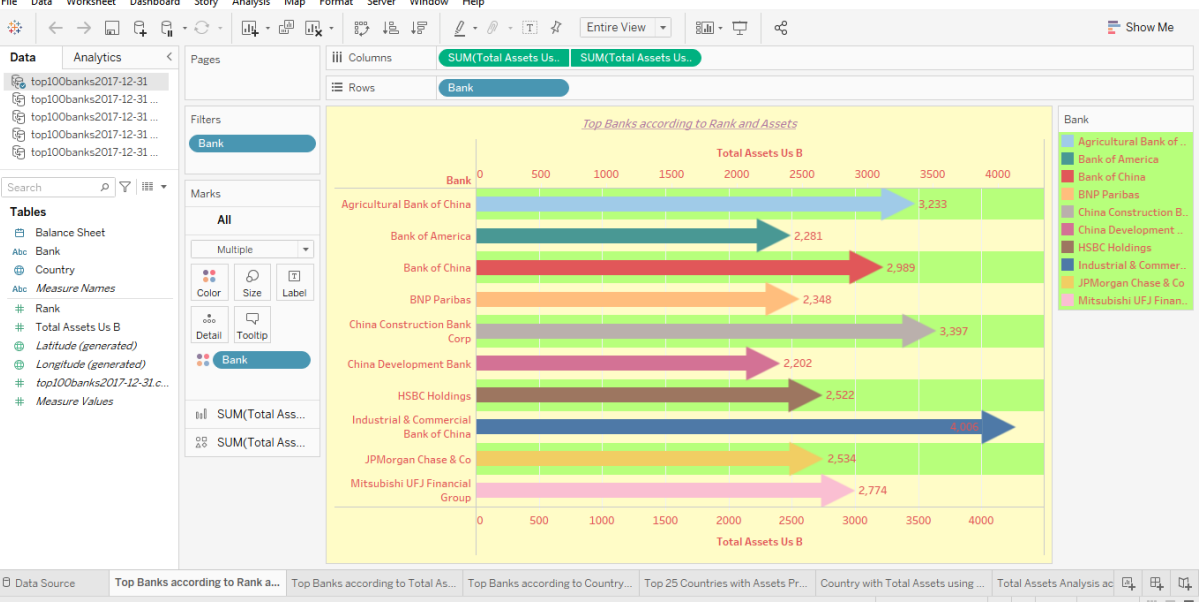 File Data Worksheet Dashboard Story Analysis Map Format Server Window Help
Entire View Show Me
Data Analytics
top100banks2017-12-31
top100banks2017-12-31 ...
top100banks2017-12-31 ...
top100banks2017-12-31 ...
top100banks2017-12-31 ...
Search
Tables
Balance Sheet
Abc Bank
Country
Abc Measure Names
Rank
Total Assets Us B
Latitude (generated)
Longitude (generated)
top100banks2017-12-31.c...
Measure Values
Pages
Filters
Bank
Marks
All
Multiple
Color Size Label
Detail Tooltip
Bank
SUM(Total Ass...
SUM(Total Ass...
Columns SUM(Total Assets Us.. SUM(Total Assets Us..
Rows Bank
Top Banks according to Rank and Assets
Total Assets Us B
Bank 0 500 1000 1500 2000 2500 3000 3500 4000
Agricultural Bank of China 3,233
Bank of America 2,281
Bank of China 2,989
BNP Paribas 2,348
China Construction Bank
Corp 3,397
China Development Bank 2,202
HSBC Holdings 2,522
Industrial & Commercial
Bank of China 4,006
JPMorgan Chase & Co 2,534
Mitsubishi UFJ Financial
Group 2,774
0 500 1000 1500 2000 2500 3000 3500 4000
Total Assets Us B
Bank
Agricultural Bank of ..
Bank of America
Bank of China
BNP Paribas
China Construction B..
China Development ..
HSBC Holdings
Industrial & Commer..
JPMorgan Chase & Co
Mitsubishi UFJ Finan..
Data Source Top Banks according to Rank a... Top Banks according to Total As... Top Banks according to Country... Top 25 Countries with Assets Pr... Country with Total Assets using ... Total Assets Analysis ac